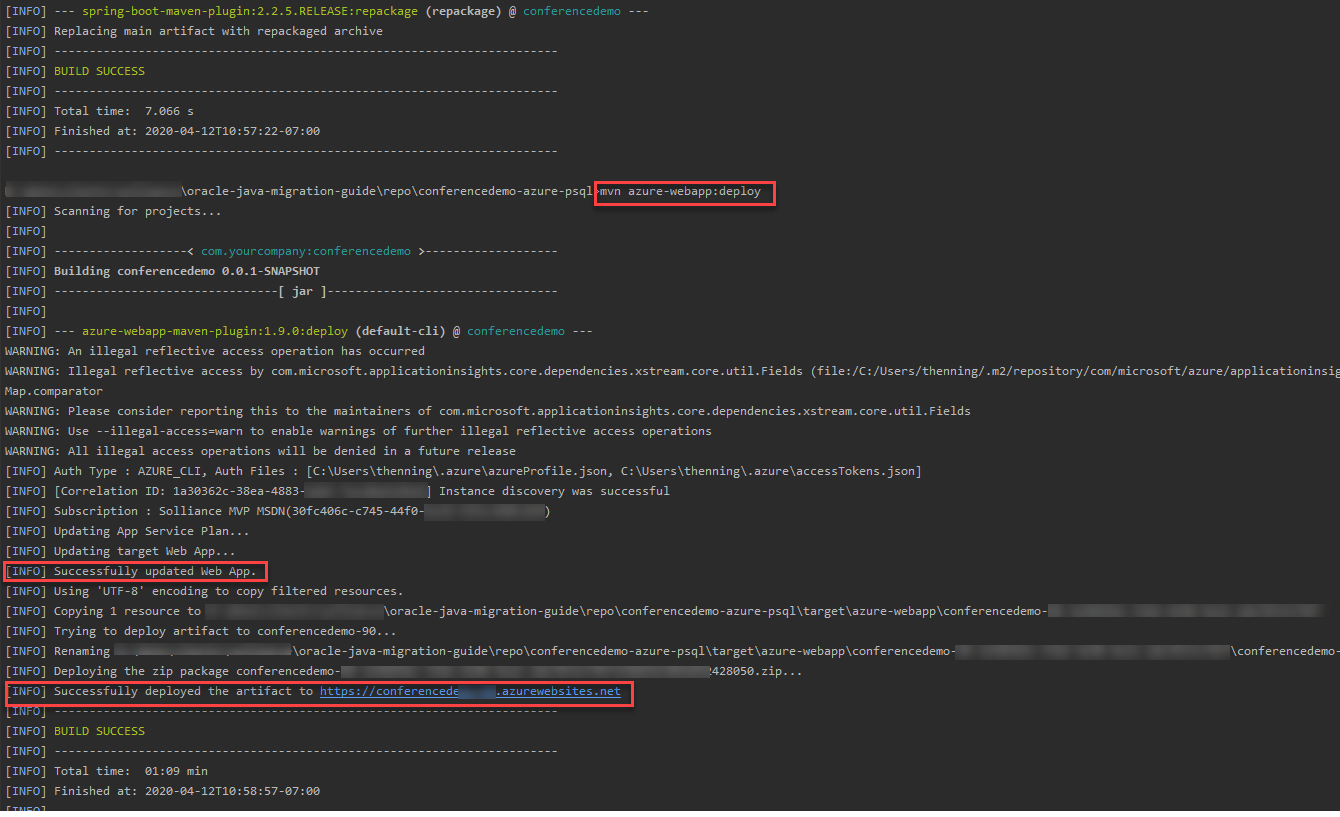 [INFO] --- spring-boot-maven-plugin:2.2.5.RELEASE:repackage (repackage) @ conferencedemo ---
[INFO] Replacing main artifact with repackaged archive
[INFO] ------------------------------------------------------------------------
[INFO] BUILD SUCCESS
[INFO] ------------------------------------------------------------------------
[INFO] Total time:  7.066 s
[INFO] Finished at: 2020-04-12T10:57:22-07:00
[INFO] ------------------------------------------------------------------------
\oracle-java-migration-guide\repo\conferencedemo-azure-psql>mvn azure-webapp:deploy
[INFO] Scanning for projects...
[INFO]
[INFO] -------------------< com.yourcompany:conferencedemo >-------------------
[INFO] Building conferencedemo 0.0.1-SNAPSHOT
[INFO] --------------------------------[ jar ]---------------------------------
[INFO]
[INFO] --- azure-webapp-maven-plugin:1.9.0:deploy (default-cli) @ conferencedemo ---
WARNING: An illegal reflective access operation has occurred
WARNING: Illegal reflective access by com.microsoft.applicationinsights.core.dependencies.xstream.core.util.Fields (file:/C:/Users/thenning/.m2/repository/com/microsoft/azure/applicationinsig
Map.comparator
WARNING: Please consider reporting this to the maintainers of com.microsoft.applicationinsights.core.dependencies.xstream.core.util.Fields
WARNING: Use --illegal-access=warn to enable warnings of further illegal reflective access operations
WARNING: All illegal access operations will be denied in a future release
[INFO] Auth Type : AZURE_CLI, Auth Files : [C:\Users\thenning\.azure\azureProfile.json, C:\Users\thenning\.azure\accessTokens.json]
[INFO] [Correlation ID: 1a30362c-38ea-4883-] Instance discovery was successful
[INFO] Subscription : Solliance MVP MSDN(30fc406c-c745-44f0-)
[INFO] Updating App Service Plan...
[INFO] Updating target Web App...
[INFO] Successfully updated Web App.
[INFO] Using 'UTF-8' encoding to copy filtered resources.
[INFO] Copying 1 resource to \oracle-java-migration-guide\repo\conferencedemo-azure-psql\target\azure-webapp\conferencedemo-
[INFO] Trying to deploy artifact to conferencedemo-90...
[INFO] Renaming \oracle-java-migration-guide\repo\conferencedemo-azure-psql\target\azure-webapp\conferencedemo- \conferencedemo-
[INFO] Deploying the zip package conferencedemo- 2428050.zip...
[INFO] Successfully deployed the artifact to https://conferencede .azurewebsites.net
[INFO] ------------------------------------------------------------------------
[INFO] BUILD SUCCESS
[INFO] ------------------------------------------------------------------------
[INFO] Total time:  01:09 min
[INFO] Finished at: 2020-04-12T10:58:57-07:00
[INFO]